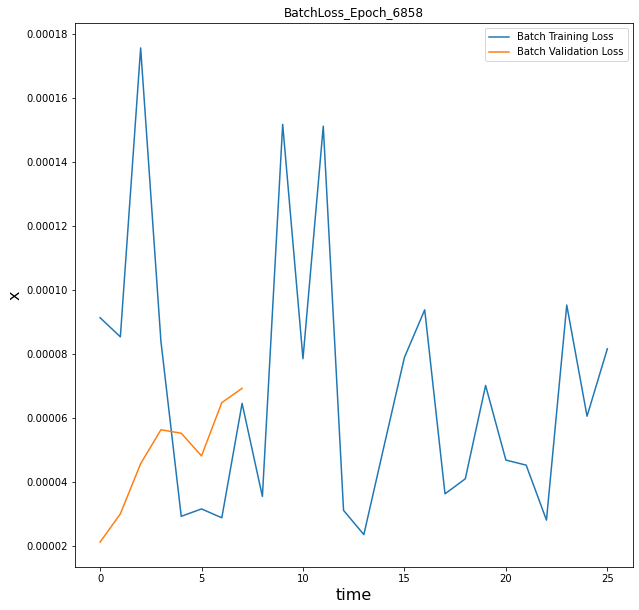 BatchLoss_Epoch_6858
Batch Training Loss
Batch Validation Loss
0.00018
0.00016
0.00014
0.00012
0.00010
0.00008
0.00006
0.00004
0.00002
x
0 5 10 15 20 25
time